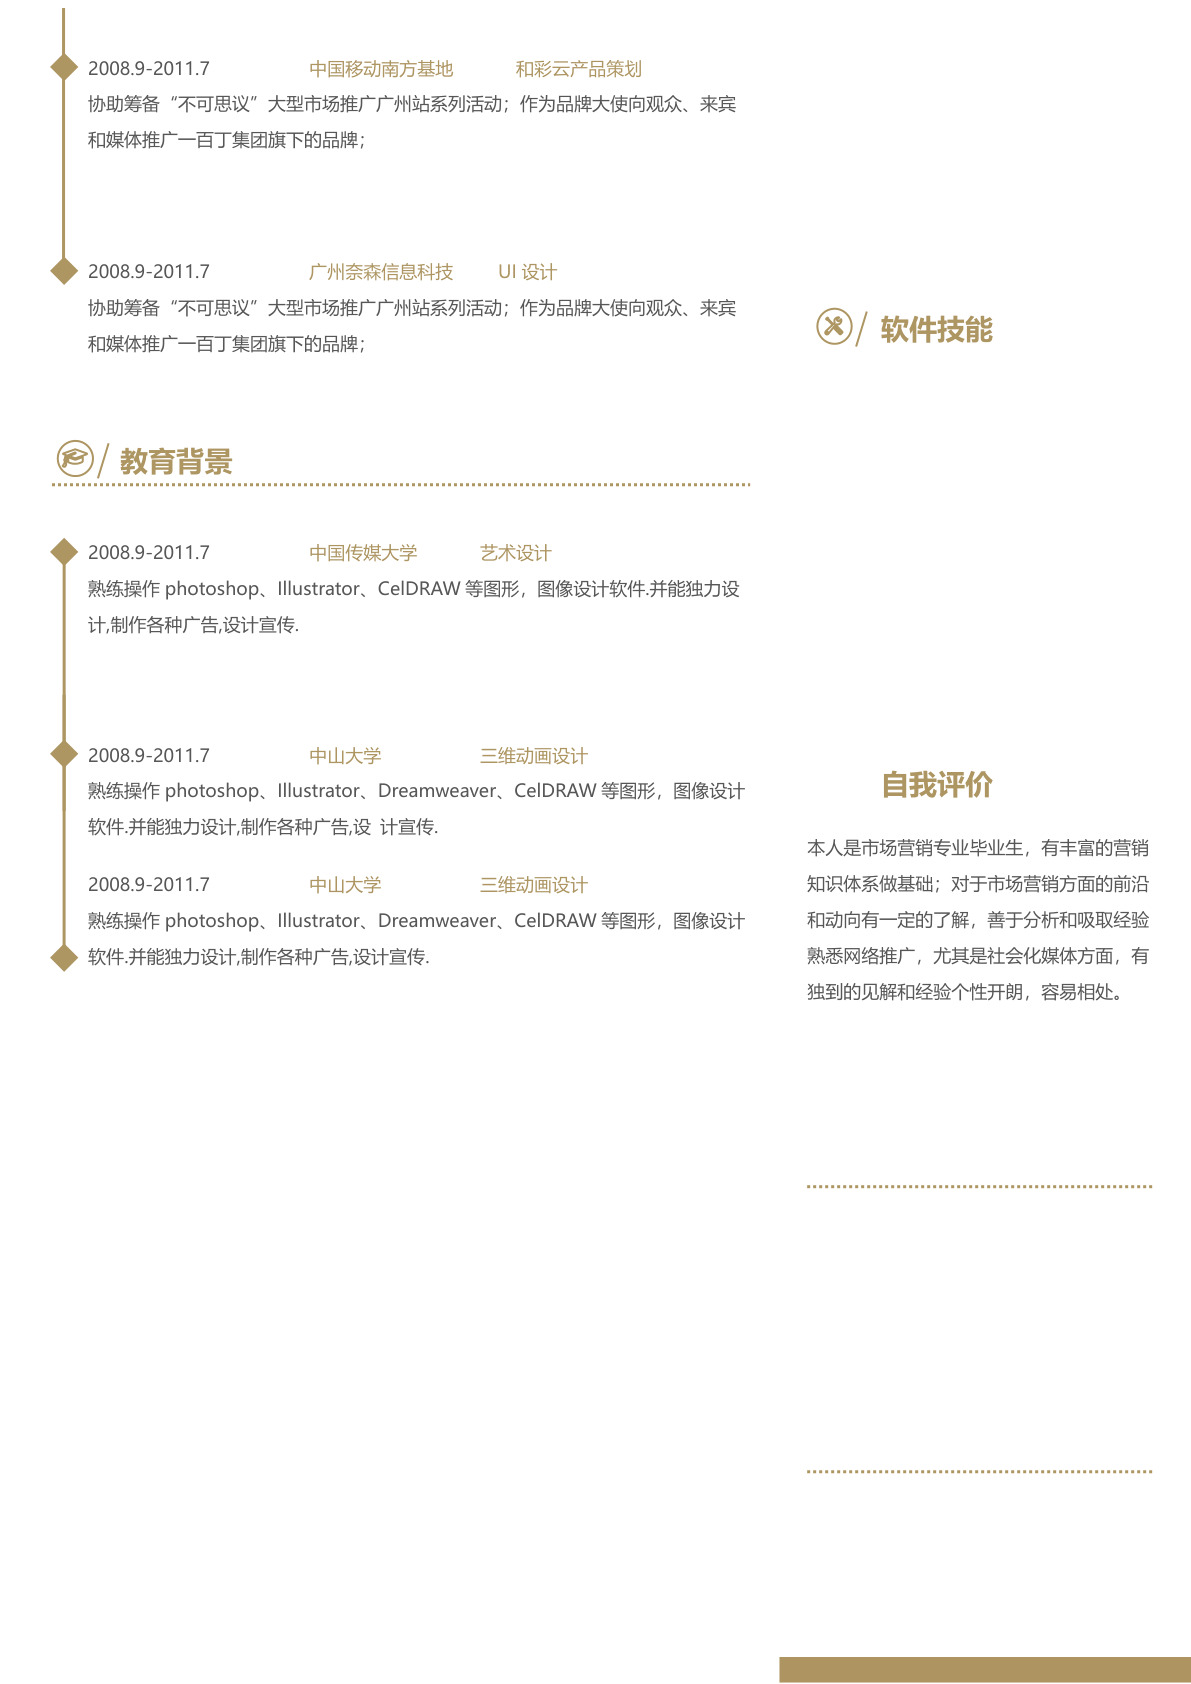 2008.9-2011.7 中国移动南方基地 和彩云产品策划
协助筹备“不可思议”大型市场推广广州站系列活动；作为品牌大使向观众、来宾
和媒体推广一百丁集团旗下的品牌；
2008.9-2011.7 广州奈森信息科技 UI 设计
协助筹备“不可思议”大型市场推广广州站系列活动；作为品牌大使向观众、来宾
和媒体推广一百丁集团旗下的品牌；
教育背景
2008.9-2011.7 中国传媒大学 艺术设计
熟练操作 photoshop、Illustrator、CelDRAW 等图形，图像设计软件.并能独力设
计,制作各种广告,设计宣传.
2008.9-2011.7 中山大学 三维动画设计
熟练操作 photoshop、Illustrator、Dreamweaver、CelDRAW 等图形，图像设计
软件.并能独力设计,制作各种广告,设 计宣传.
2008.9-2011.7 中山大学 三维动画设计
熟练操作 photoshop、Illustrator、Dreamweaver、CelDRAW 等图形，图像设计
软件.并能独力设计,制作各种广告,设计宣传.
软件技能
自我评价
本人是市场营销专业毕业生，有丰富的营销
知识体系做基础；对于市场营销方面的前沿
和动向有一定的了解，善于分析和吸取经验
熟悉网络推广，尤其是社会化媒体方面，有
独到的见解和经验个性开朗，容易相处。